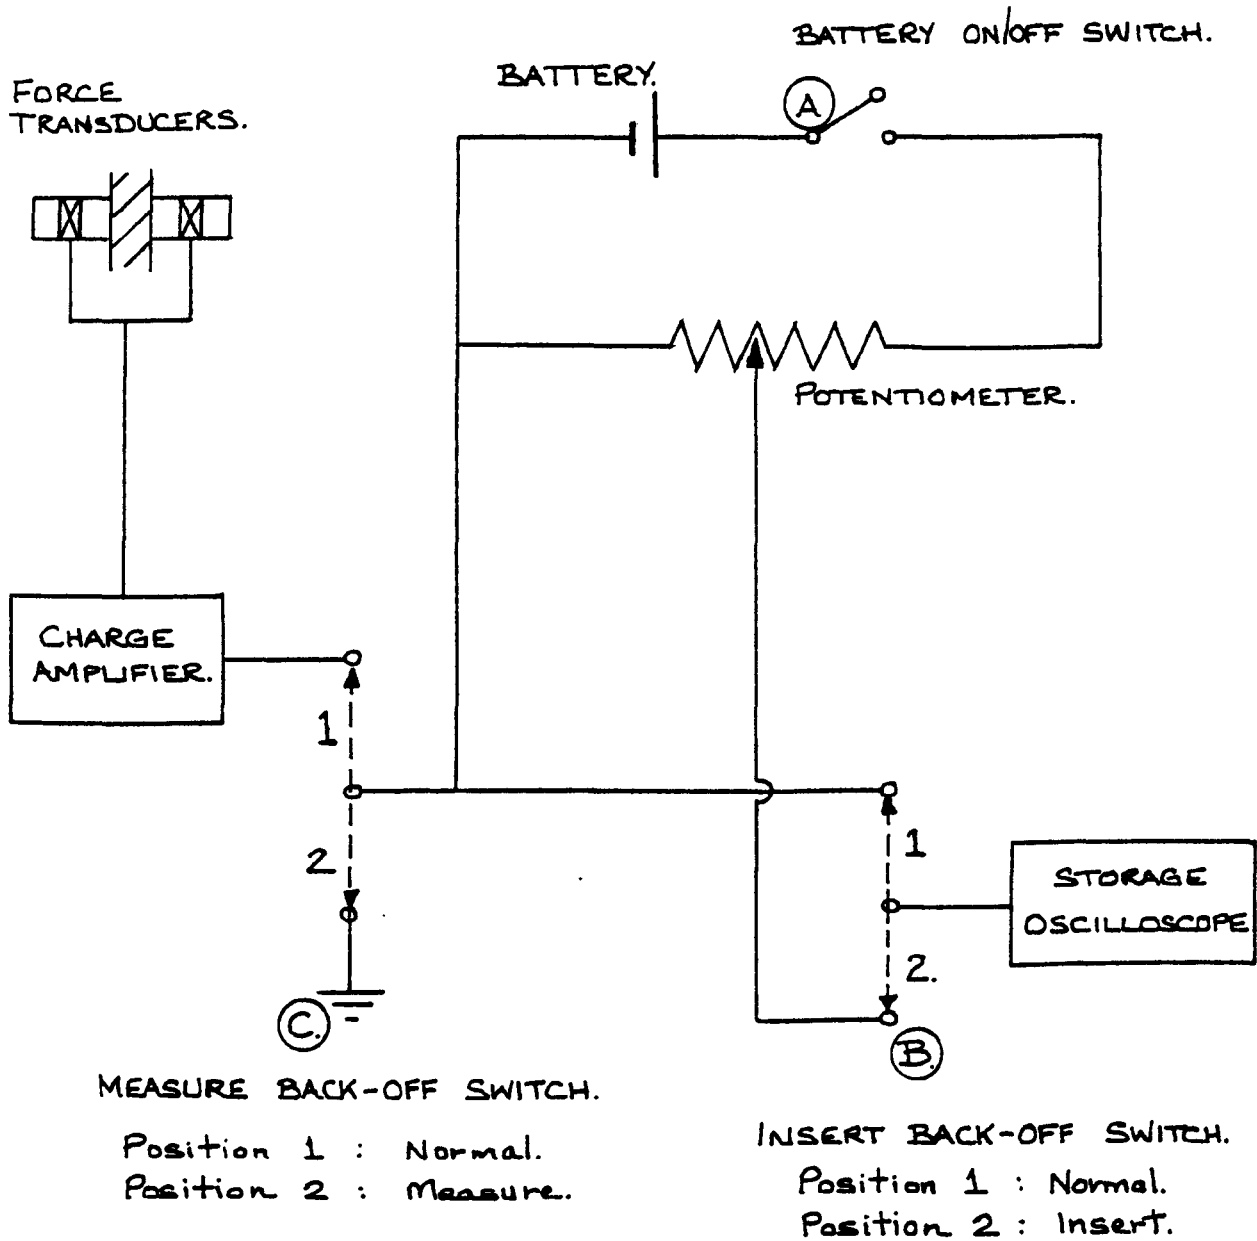 BATTERY ON/OFF SWITCH.
BATTERY.
FORCE
TRANSDUCERS.
A
POTENTIOMETER.
CHARGE
AMPLIFIER.
1
2
1
2.
STORAGE
OSCILLOSCOPE
C.
B.
MEASURE BACK-OFF SWITCH.
Position 1 : Normal.
Position 2 : Measure.
INSERT BACK-OFF SWITCH.
Position 1 : Normal.
Position 2 : Insert.